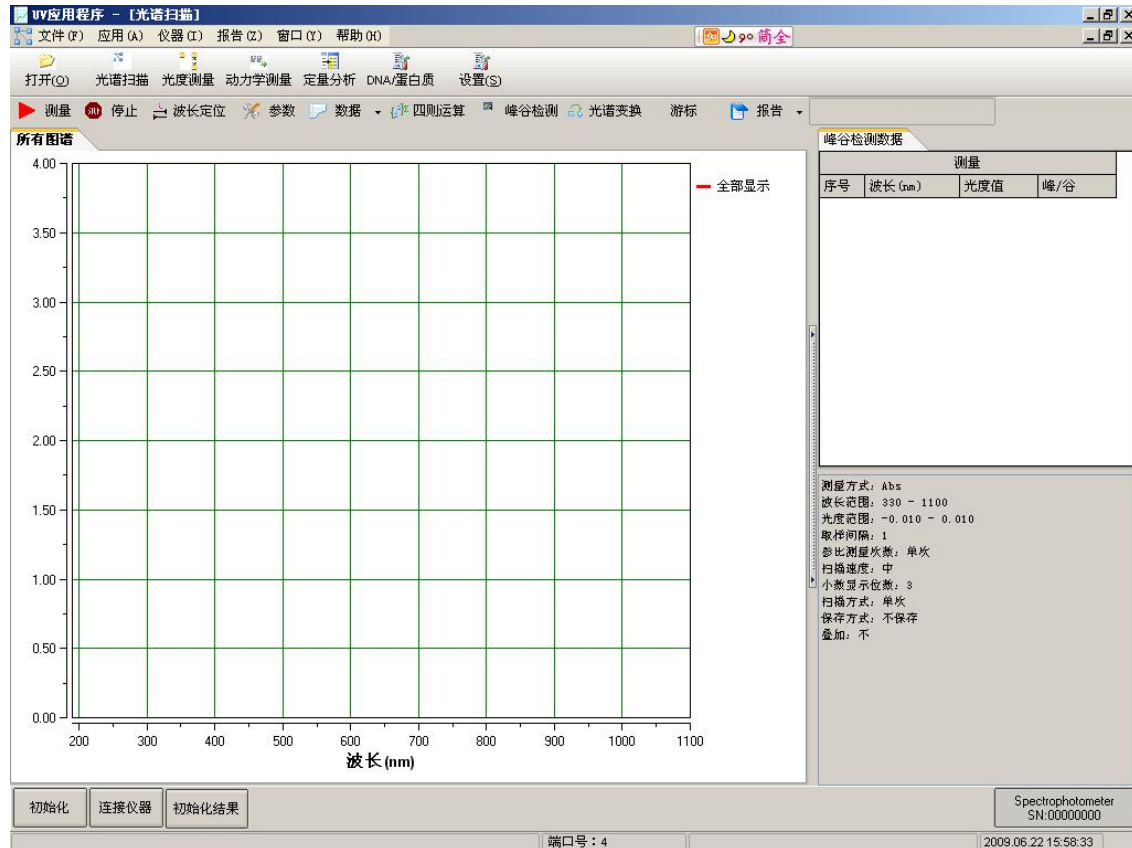 UV应用程序 - [光谱扫描]
文件(F) 应用(A) 仪器(I) 报告(Z) 窗口(Y) 帮助(H)
简全
打开(O) 光谱扫描 光度测量 动力学测量 定量分析 DNA/蛋白质 设置(S)
测量 停止 波长定位 参数 数据 四则运算 峰谷检测 光谱变换 游标 报告
所有图谱
4.00
3.50
3.00
2.50
2.00
1.50
1.00
0.50
0.00
200 300 400 500 600 700 800 900 1000 1100
波长(nm)
全部显示
峰谷检测数据
测量
序号 波长(nm) 光度值 峰/谷
测量方式: Abs
波长范围: 330 - 1100
光度范围: -0.010 - 0.010
取样间隔: 1
参比测量次数: 单次
扫描速度: 中
小数显示位数: 3
扫描方式: 单次
保存方式: 不保存
叠加: 不
初始化 连接仪器 初始化结果
Spectrophotometer
SN:00000000
端口号：4
2009.06.22 15:58:33